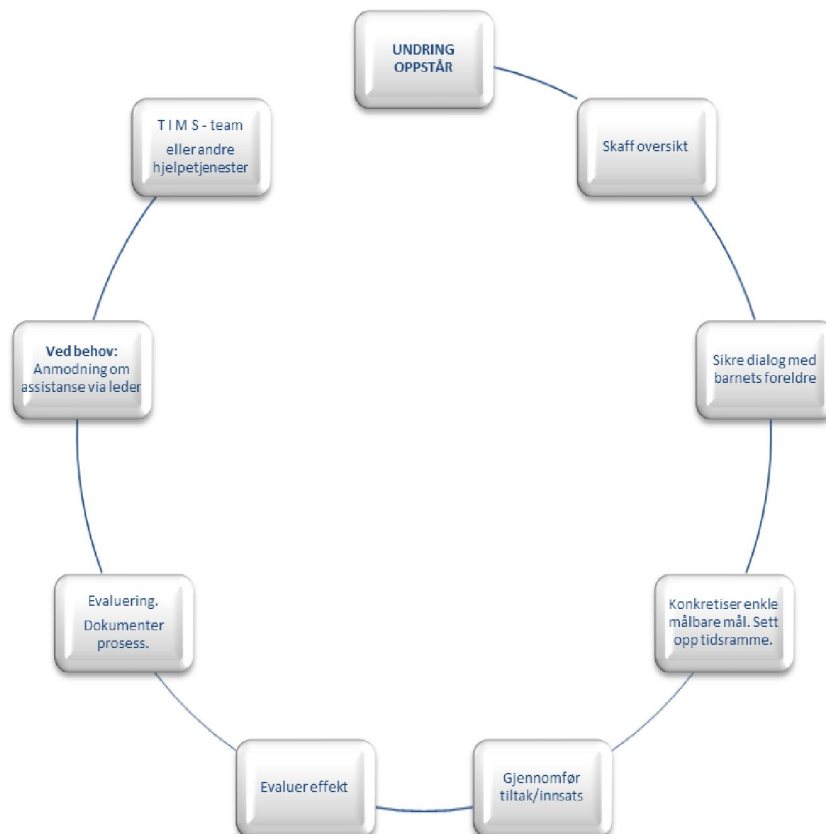 UNDRING
OPPSTÅR
Skaff oversikt
Sikre dialog med
barnets foreldre
Konkretiser enkle
målbare mål. Sett
opp tidsramme.
Gjennomfør
tiltak/innsats
Evaluer effekt
Evaluering.
Dokumenter
prosess.
Ved behov:
Anmodning om
assistanse via leder
T I M S - team
eller andre
hjelpetjenester